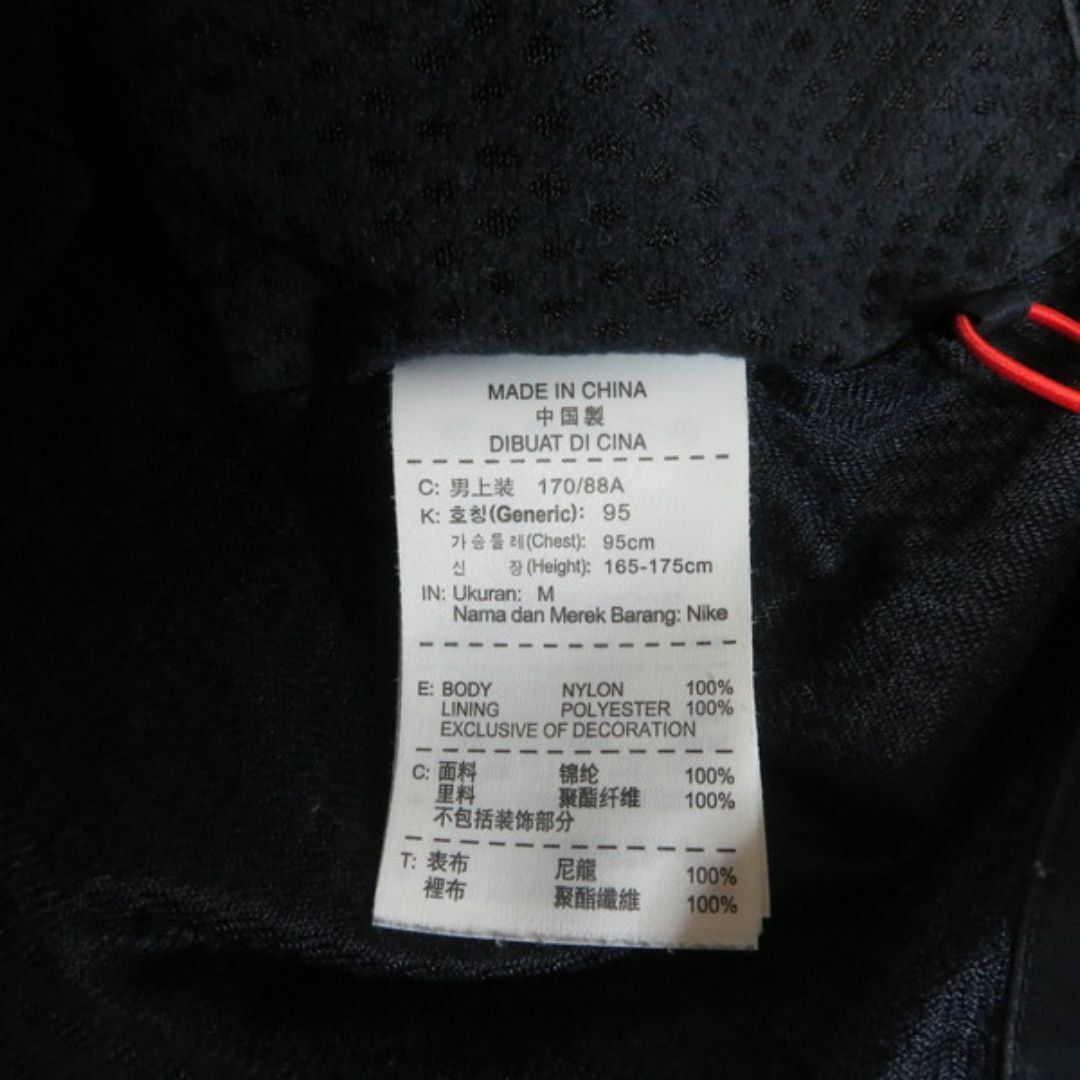 MADE IN CHINA
中国製
DIBUAT DI CINA
C: 男上装 170/88A
K: 호칭(Generic): 95
가슴둘레(Chest): 95cm
신 장(Height): 165-175cm
IN: Ukuran: M
Nama dan Merek Barang: Nike
E: BODY NYLON 100%
LINING POLYESTER 100%
EXCLUSIVE OF DECORATION
C: 面料 锦纶 100%
里料 聚酯纤维 100%
不包括装饰部分
T: 表布 尼龍 100%
裡布 聚酯纖維 100%